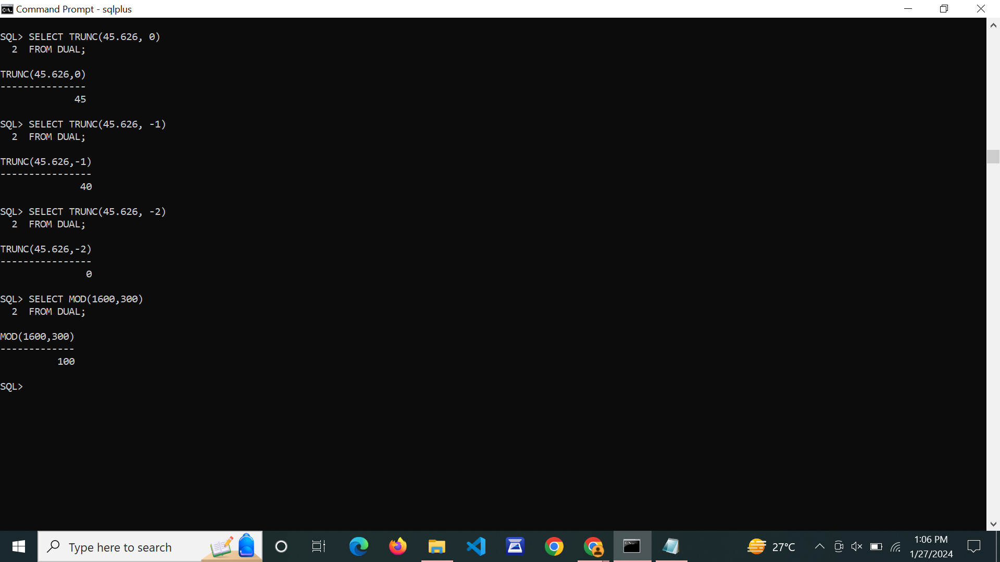 Command Prompt - sqlplus
SQL> SELECT TRUNC(45.626, 0)
  2  FROM DUAL;
TRUNC(45.626,0)
---------------
             45
SQL> SELECT TRUNC(45.626, -1)
  2  FROM DUAL;
TRUNC(45.626,-1)
----------------
              40
SQL> SELECT TRUNC(45.626, -2)
  2  FROM DUAL;
TRUNC(45.626,-2)
----------------
               0
SQL> SELECT MOD(1600,300)
  2  FROM DUAL;
MOD(1600,300)
-------------
          100
SQL>
Type here to search
27°C
1:06 PM
1/27/2024